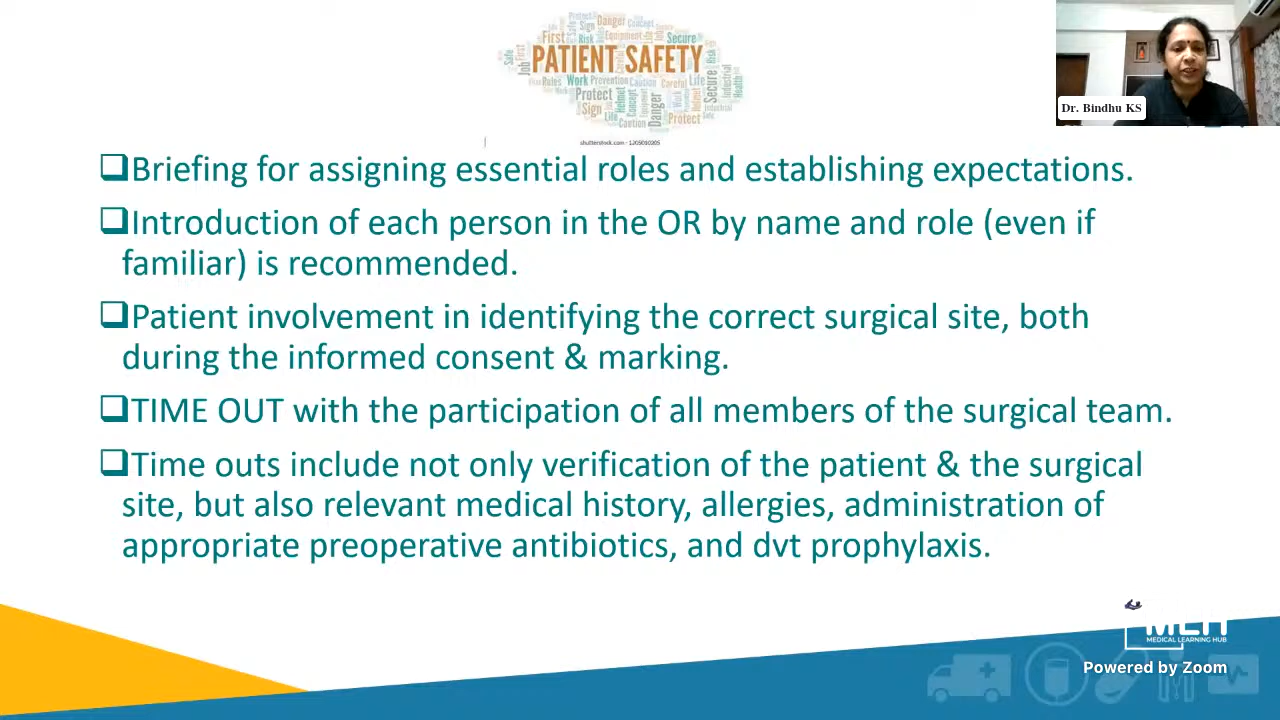 PATIENT SAFETY
Dr. Bindhu KS
shutterstock.com · 1205010205
❑Briefing for assigning essential roles and establishing expectations.
❑Introduction of each person in the OR by name and role (even if
familiar) is recommended.
❑Patient involvement in identifying the correct surgical site, both
during the informed consent & marking.
❑TIME OUT with the participation of all members of the surgical team.
❑Time outs include not only verification of the patient & the surgical
site, but also relevant medical history, allergies, administration of
appropriate preoperative antibiotics, and dvt prophylaxis.
MEDICAL LEARNING HUB
Powered by Zoom